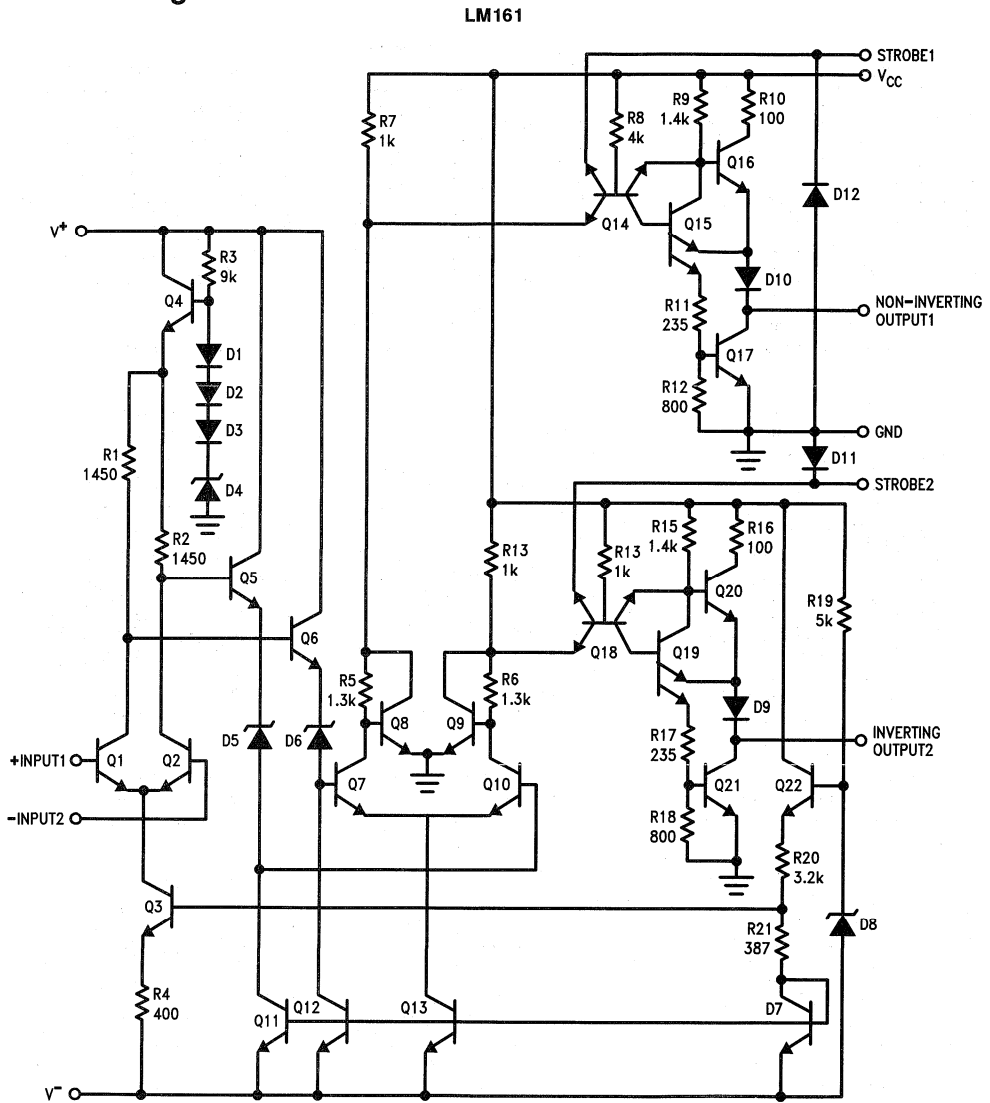 LM161
STROBE1
VCC
R7
1k
R8
4k
R9
1.4k
R10
100
Q16
Q14
Q15
D12
V+
R3
9k
Q4
D10
R11
235
NON-INVERTING
OUTPUT1
Q17
R12
800
D1
D2
D3
D4
GND
D11
STROBE2
R1
1450
R2
1450
Q5
Q6
R13
1k
R13
1k
R15
1.4k
R16
100
Q20
Q18
Q19
R19
5k
R5
1.3k
Q8
Q9
R6
1.3k
D9
D5
D6
R17
235
INVERTING
OUTPUT2
+INPUT1
Q1
Q2
Q7
Q10
Q21
Q22
-INPUT2
R18
800
R20
3.2k
Q3
R21
387
D8
R4
400
Q11
Q12
Q13
D7
V-